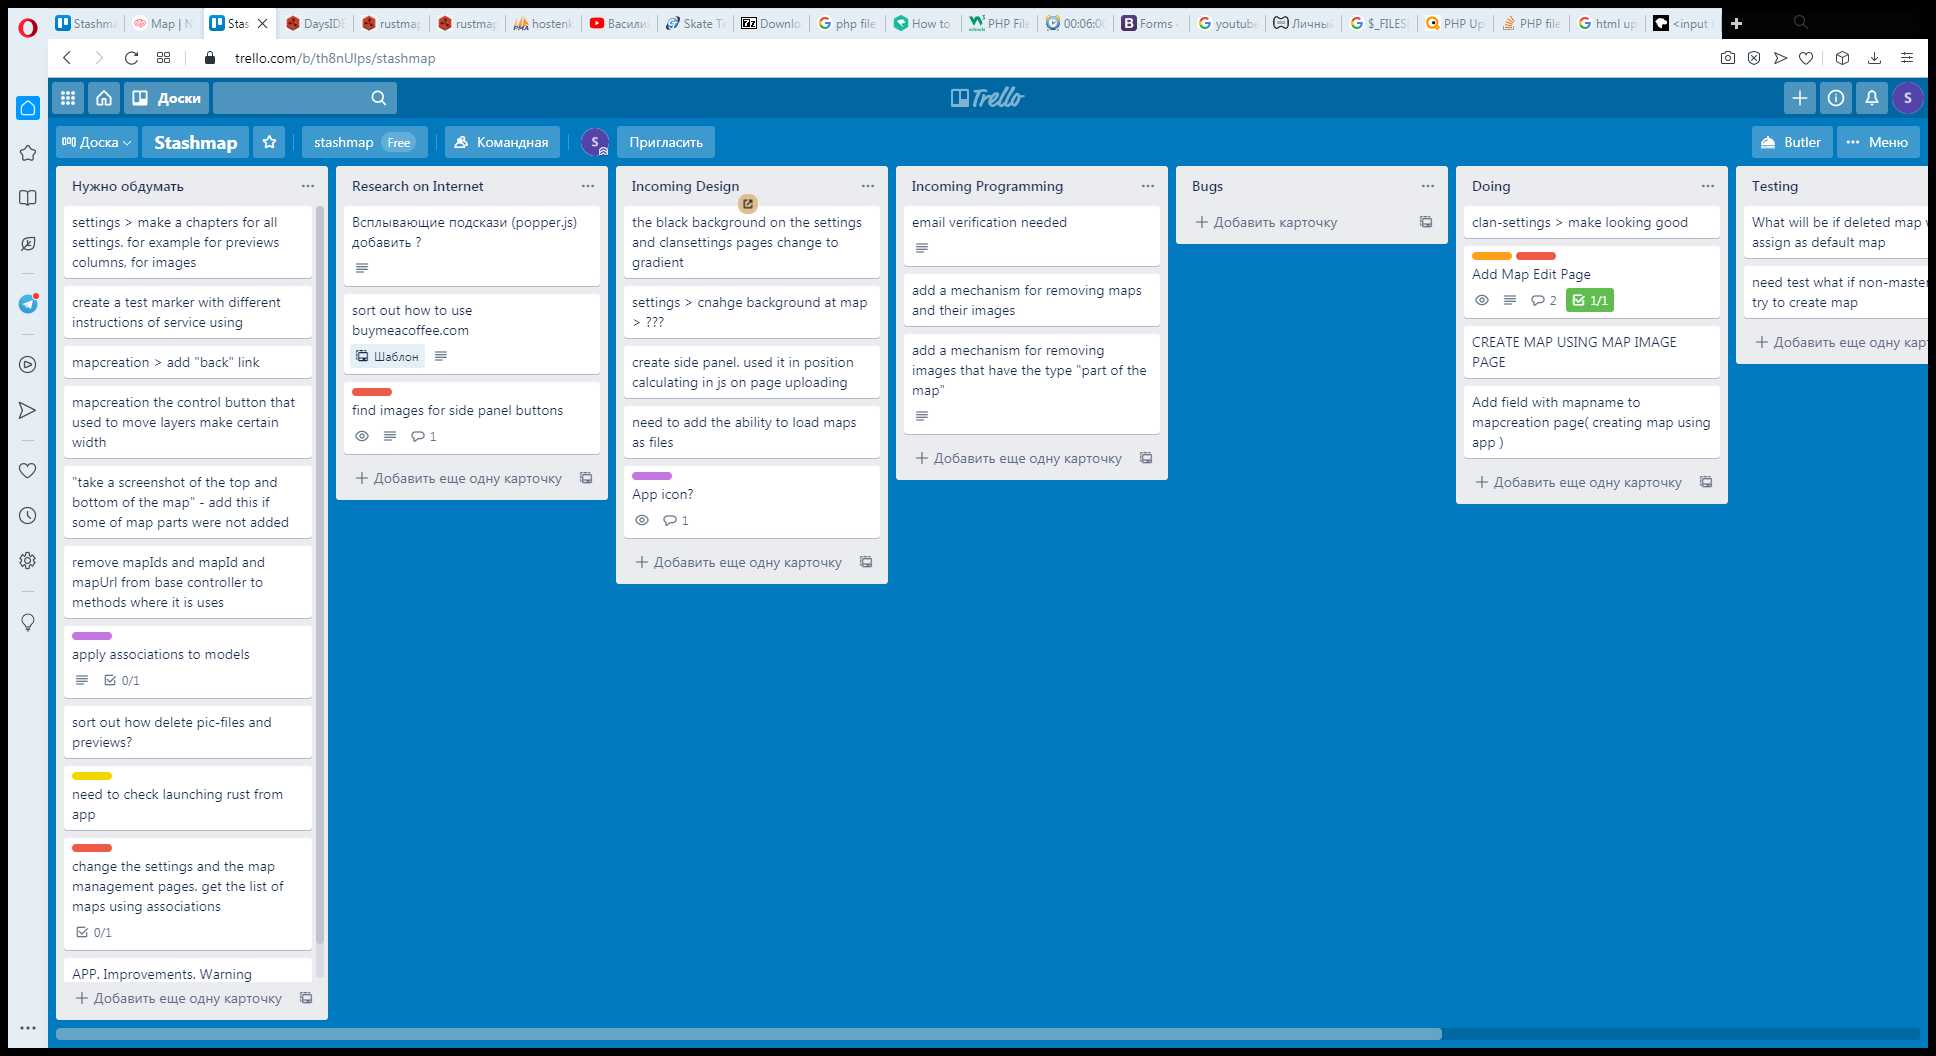 Stashma
Map | N
Stas
DaysIDE
rustmap
rustmap
hostenk
Васили
Skate Te
Downlo
php file
How to
PHP File
00:06:00
Forms
youtube
Личный
$_FILES
PHP Up
PHP file
html up
<input
trello.com/b/th8nUlps/stashmap
Доски
Trello
S
Доска
Stashmap
stashmap Free
Командная
S
Пригласить
Butler
Меню
Нужно обдумать
settings > make a chapters for all
settings. for example for previews
columns, for images
create a test marker with different
instructions of service using
mapcreation > add "back" link
mapcreation the control button that
used to move layers make certain
width
"take a screenshot of the top and
bottom of the map" - add this if
some of map parts were not added
remove mapIds and mapId and
mapUrl from base controller to
methods where it is uses
apply associations to models
0/1
sort out how delete pic-files and
previews?
need to check launching rust from
app
change the settings and the map
management pages. get the list of
maps using associations
0/1
APP. Improvements. Warning
Добавить еще одну карточку
Research on Internet
Всплывающие подскази (popper.js)
добавить ?
sort out how to use
buymeacoffee.com
Шаблон
find images for side panel buttons
1
Добавить еще одну карточку
Incoming Design
the black background on the settings
and clansettings pages change to
gradient
settings > cnahge background at map
> ???
create side panel. used it in position
calculating in js on page uploading
need to add the ability to load maps
as files
App icon?
1
Добавить еще одну карточку
Incoming Programming
email verification needed
add a mechanism for removing maps
and their images
add a mechanism for removing
images that have the type "part of the
map"
Добавить еще одну карточку
Bugs
Добавить карточку
Doing
clan-settings > make looking good
Add Map Edit Page
2
1/1
CREATE MAP USING MAP IMAGE
PAGE
Add field with mapname to
mapcreation page( creating map using
app )
Добавить еще одну карточку
Testing
What will be if deleted map
assign as default map
need test what if non-master
try to create map
Добавить еще одну кар